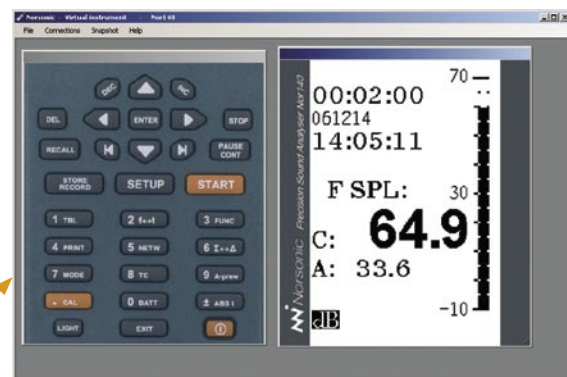 Norsonic - Virtual instrument - Nor140
File Connections Snapshot Help
DEC INC
DEL ENTER STOP
RECALL PAUSE CONT
STORE RECORD SETUP START
1 TBL 2 f↔t 3 FUNC
4 PRINT 5 NETW 6 Σ↔Δ
7 MODE 8 TC 9 A-prew
. CAL 0 BATT ± ABS t
LIGHT EXIT
Norsonic Precision Sound Analyser Nor140
00:02:00 70
061214
14:05:11
F SPL: 30
C: 64.9
A: 33.6
-10
dB